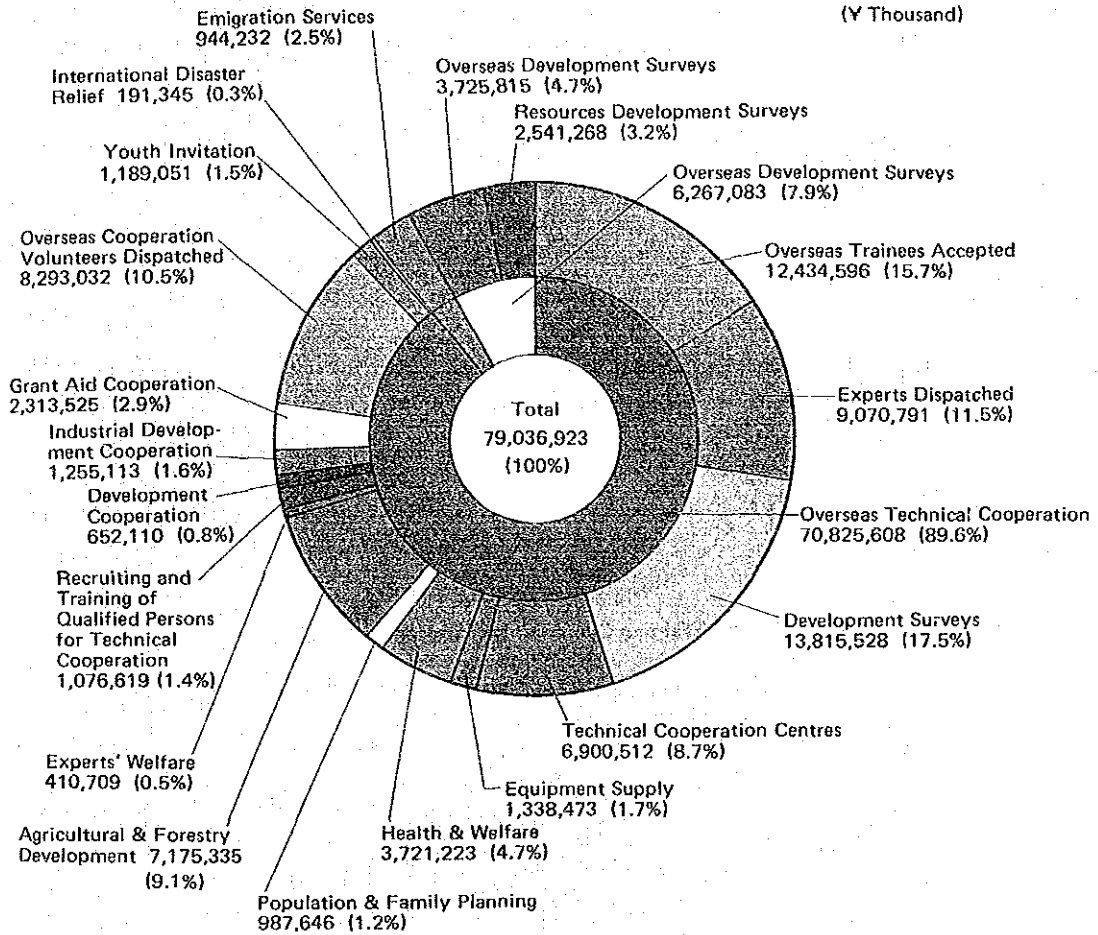 (¥ Thousand)
Emigration Services
944,232 (2.5%)
International Disaster
Relief 191,345 (0.3%)
Youth Invitation
1,189,051 (1.5%)
Overseas Cooperation
Volunteers Dispatched
8,293,032 (10.5%)
Grant Aid Cooperation
2,313,525 (2.9%)
Industrial Develop-
ment Cooperation
1,255,113 (1.6%)
Development
Cooperation
652,110 (0.8%)
Recruiting and
Training of
Qualified Persons
for Technical
Cooperation
1,076,619 (1.4%)
Experts' Welfare
410,709 (0.5%)
Agricultural & Forestry
Development 7,175,335
(9.1%)
Population & Family Planning
987,646 (1.2%)
Health & Welfare
3,721,223 (4.7%)
Equipment Supply
1,338,473 (1.7%)
Technical Cooperation Centres
6,900,512 (8.7%)
Development Surveys
13,815,528 (17.5%)
Overseas Technical Cooperation
70,825,608 (89.6%)
Experts Dispatched
9,070,791 (11.5%)
Overseas Trainees Accepted
12,434,596 (15.7%)
Overseas Development Surveys
6,267,083 (7.9%)
Resources Development Surveys
2,541,268 (3.2%)
Overseas Development Surveys
3,725,815 (4.7%)
Total
79,036,923
(100%)